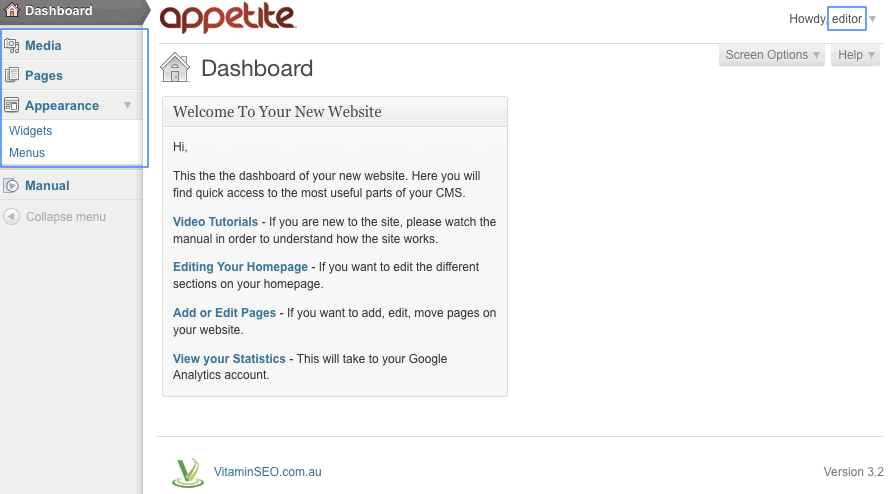 Dashboard
Media
Pages
Appearance
Widgets
Menus
Manual
Collapse menu
appetite
Howdy, editor
Screen Options
Help
Dashboard
Welcome To Your New Website
Hi,
This the the dashboard of your new website. Here you will
find quick access to the most useful parts of your CMS.
Video Tutorials - If you are new to the site, please watch the
manual in order to understand how the site works.
Editing Your Homepage - If you want to edit the different
sections on your homepage.
Add or Edit Pages - If you want to add, edit, move pages on
your website.
View your Statistics - This will take to your Google
Analytics account.
VitaminSEO.com.au
Version 3.2